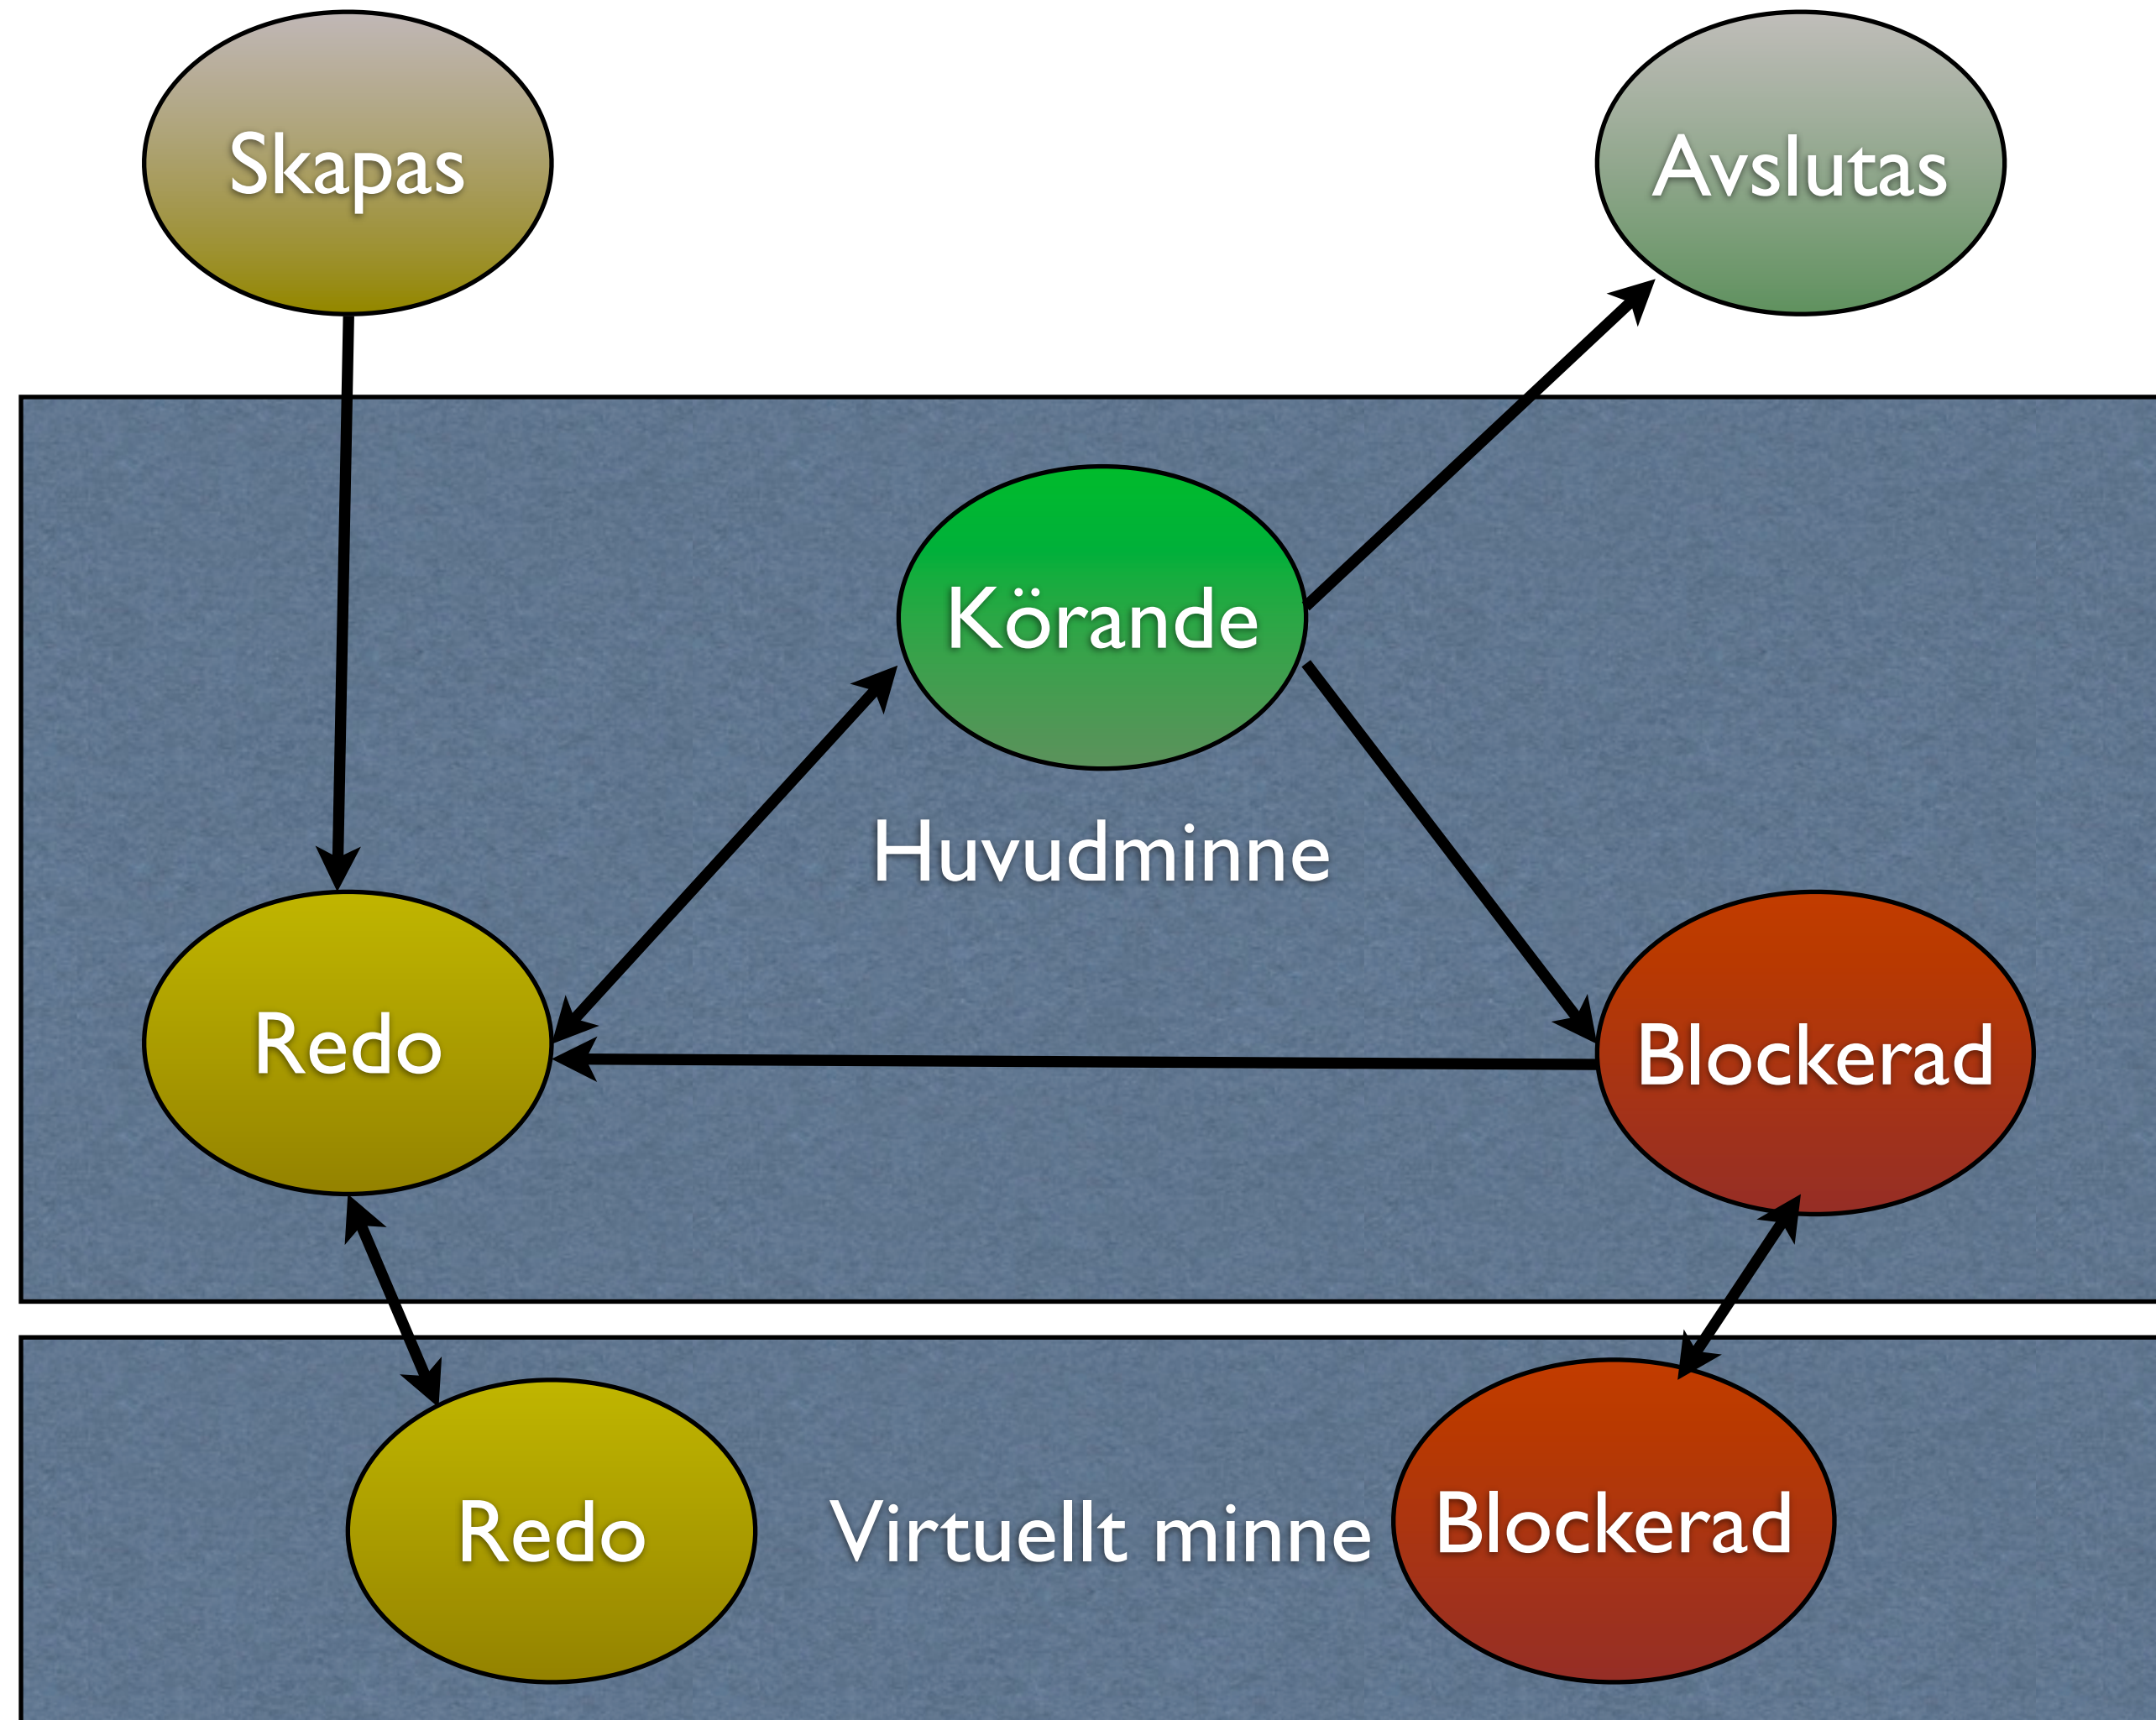 Skapas
Avslutas
Körande
Huvudminne
Redo
Blockerad
Redo
Virtuellt minne
Blockerad